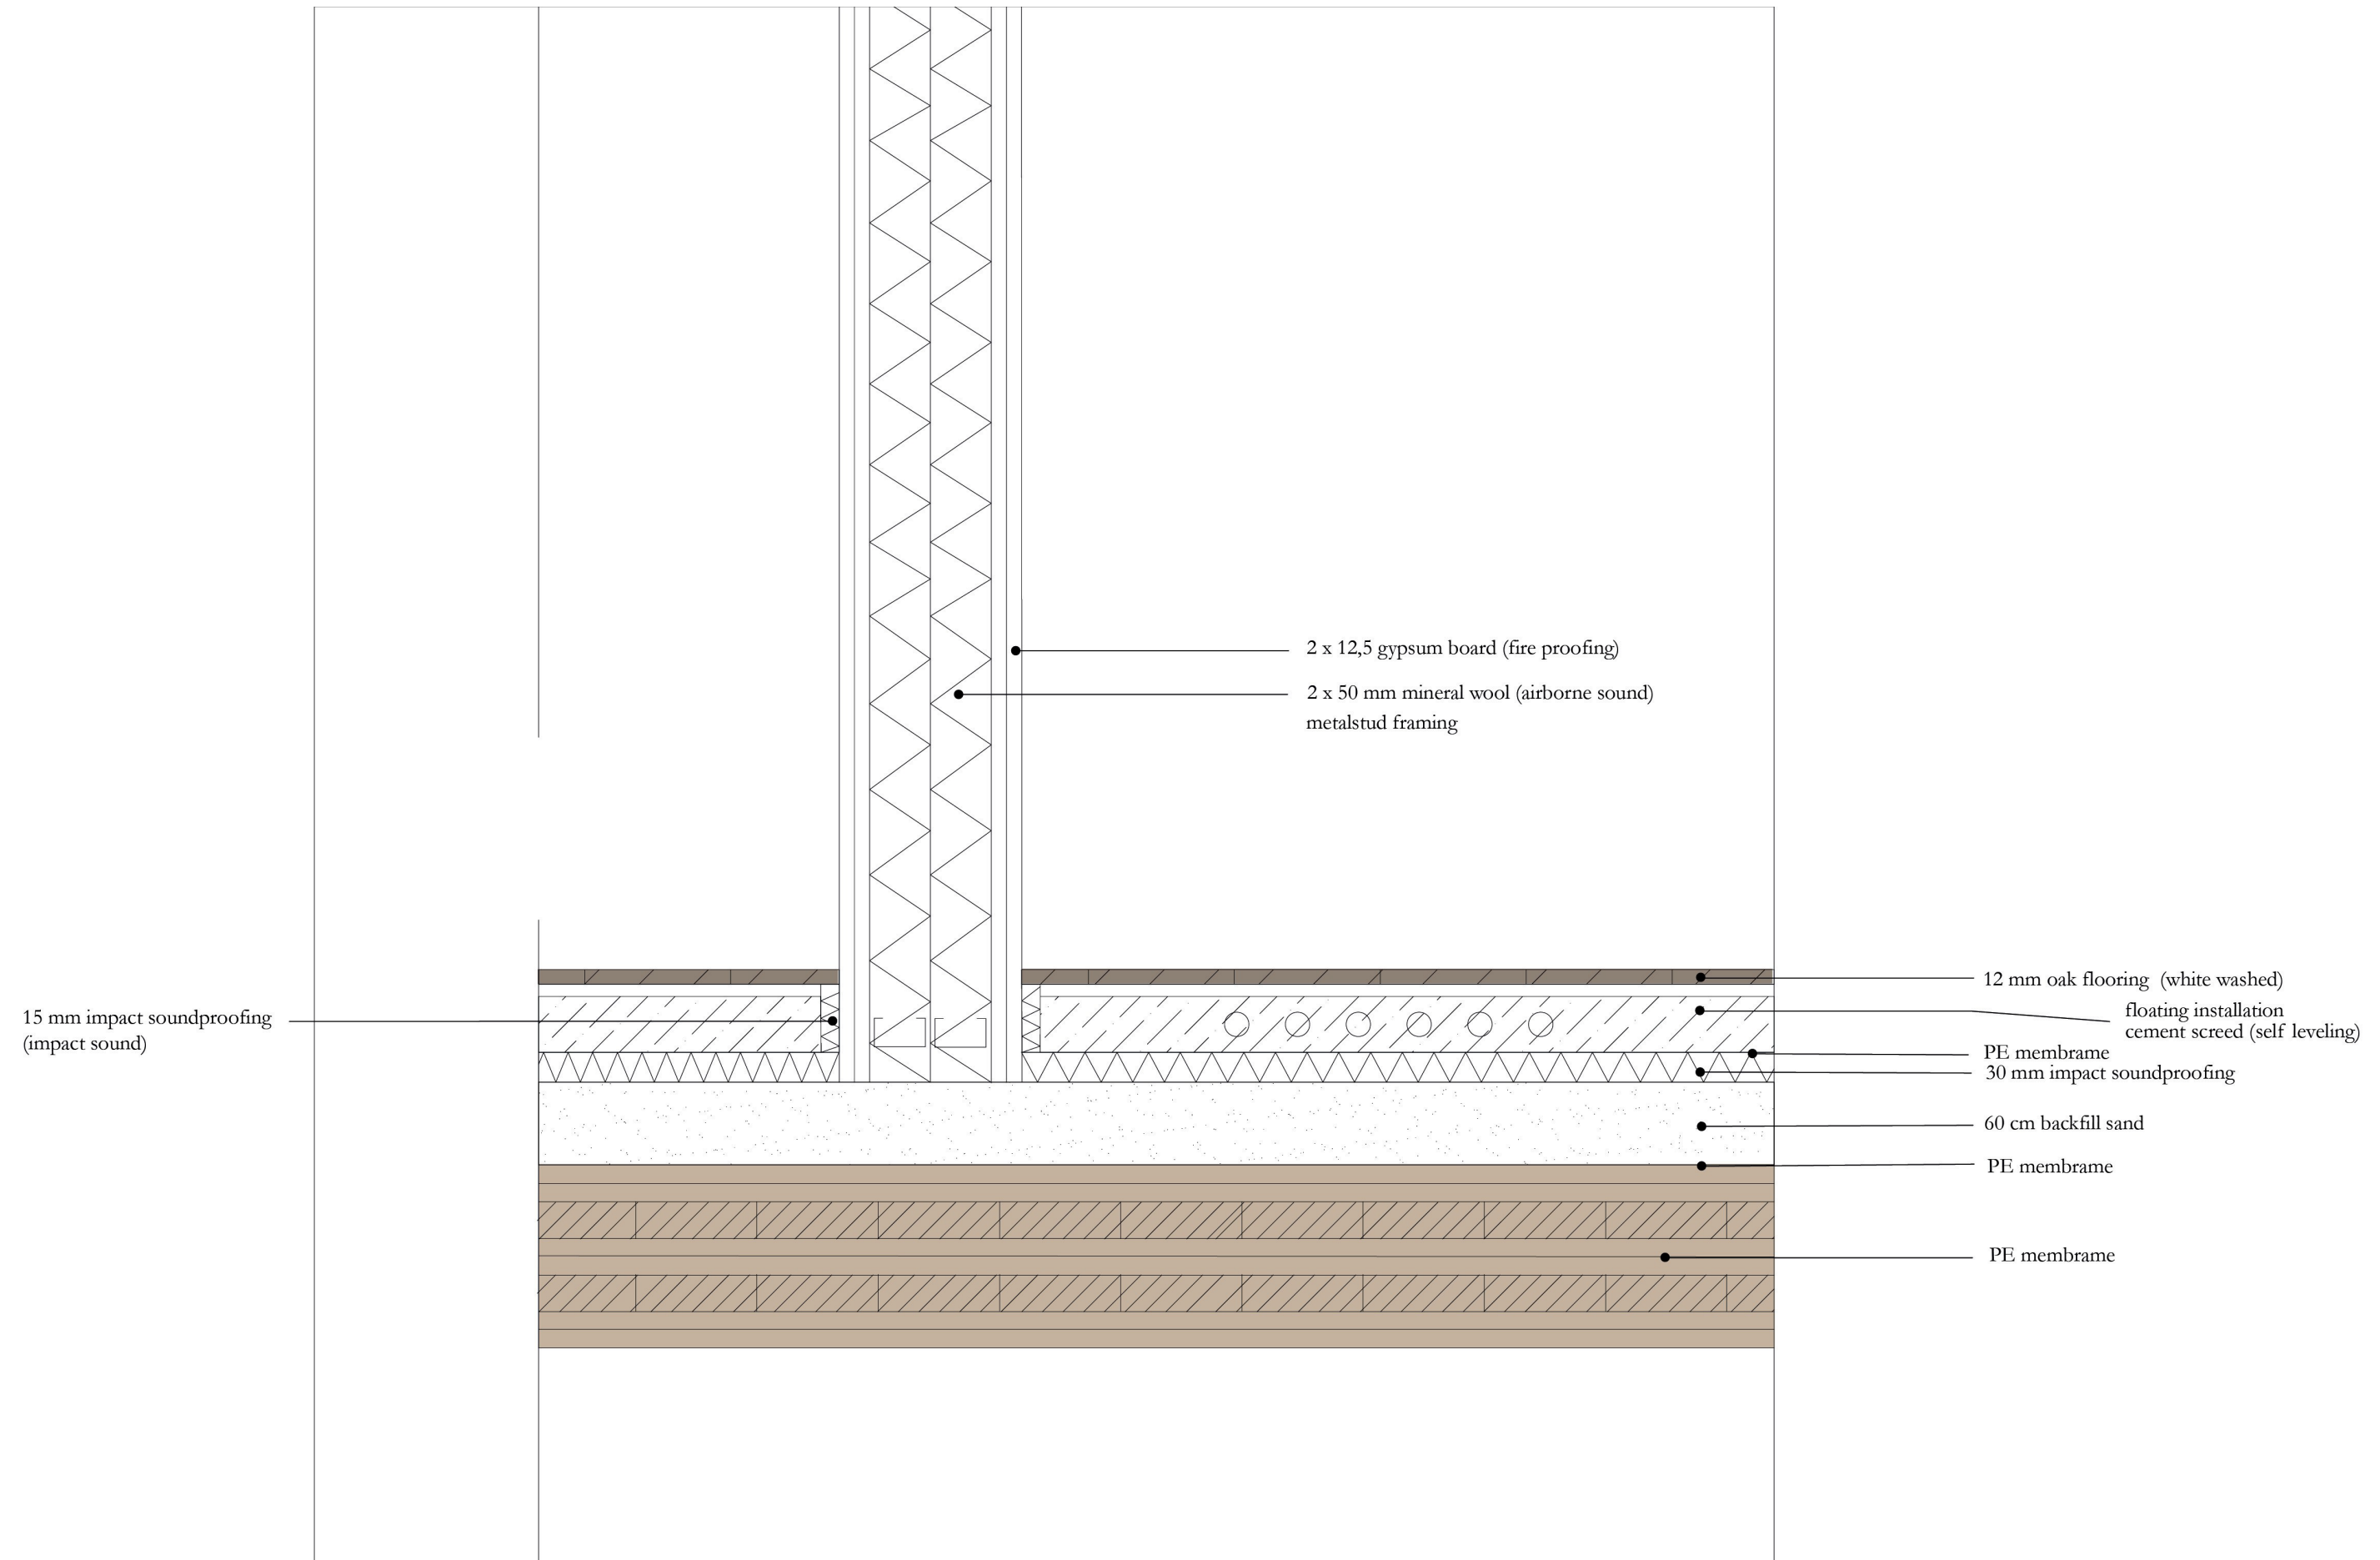 2 x 12,5 gypsum board (fire proofing)
2 x 50 mm mineral wool (airborne sound)
metalstud framing
15 mm impact soundproofing
(impact sound)
12 mm oak flooring (white washed)
floating installation
cement screed (self leveling)
PE membrame
30 mm impact soundproofing
60 cm backfill sand
PE membrame
PE membrame